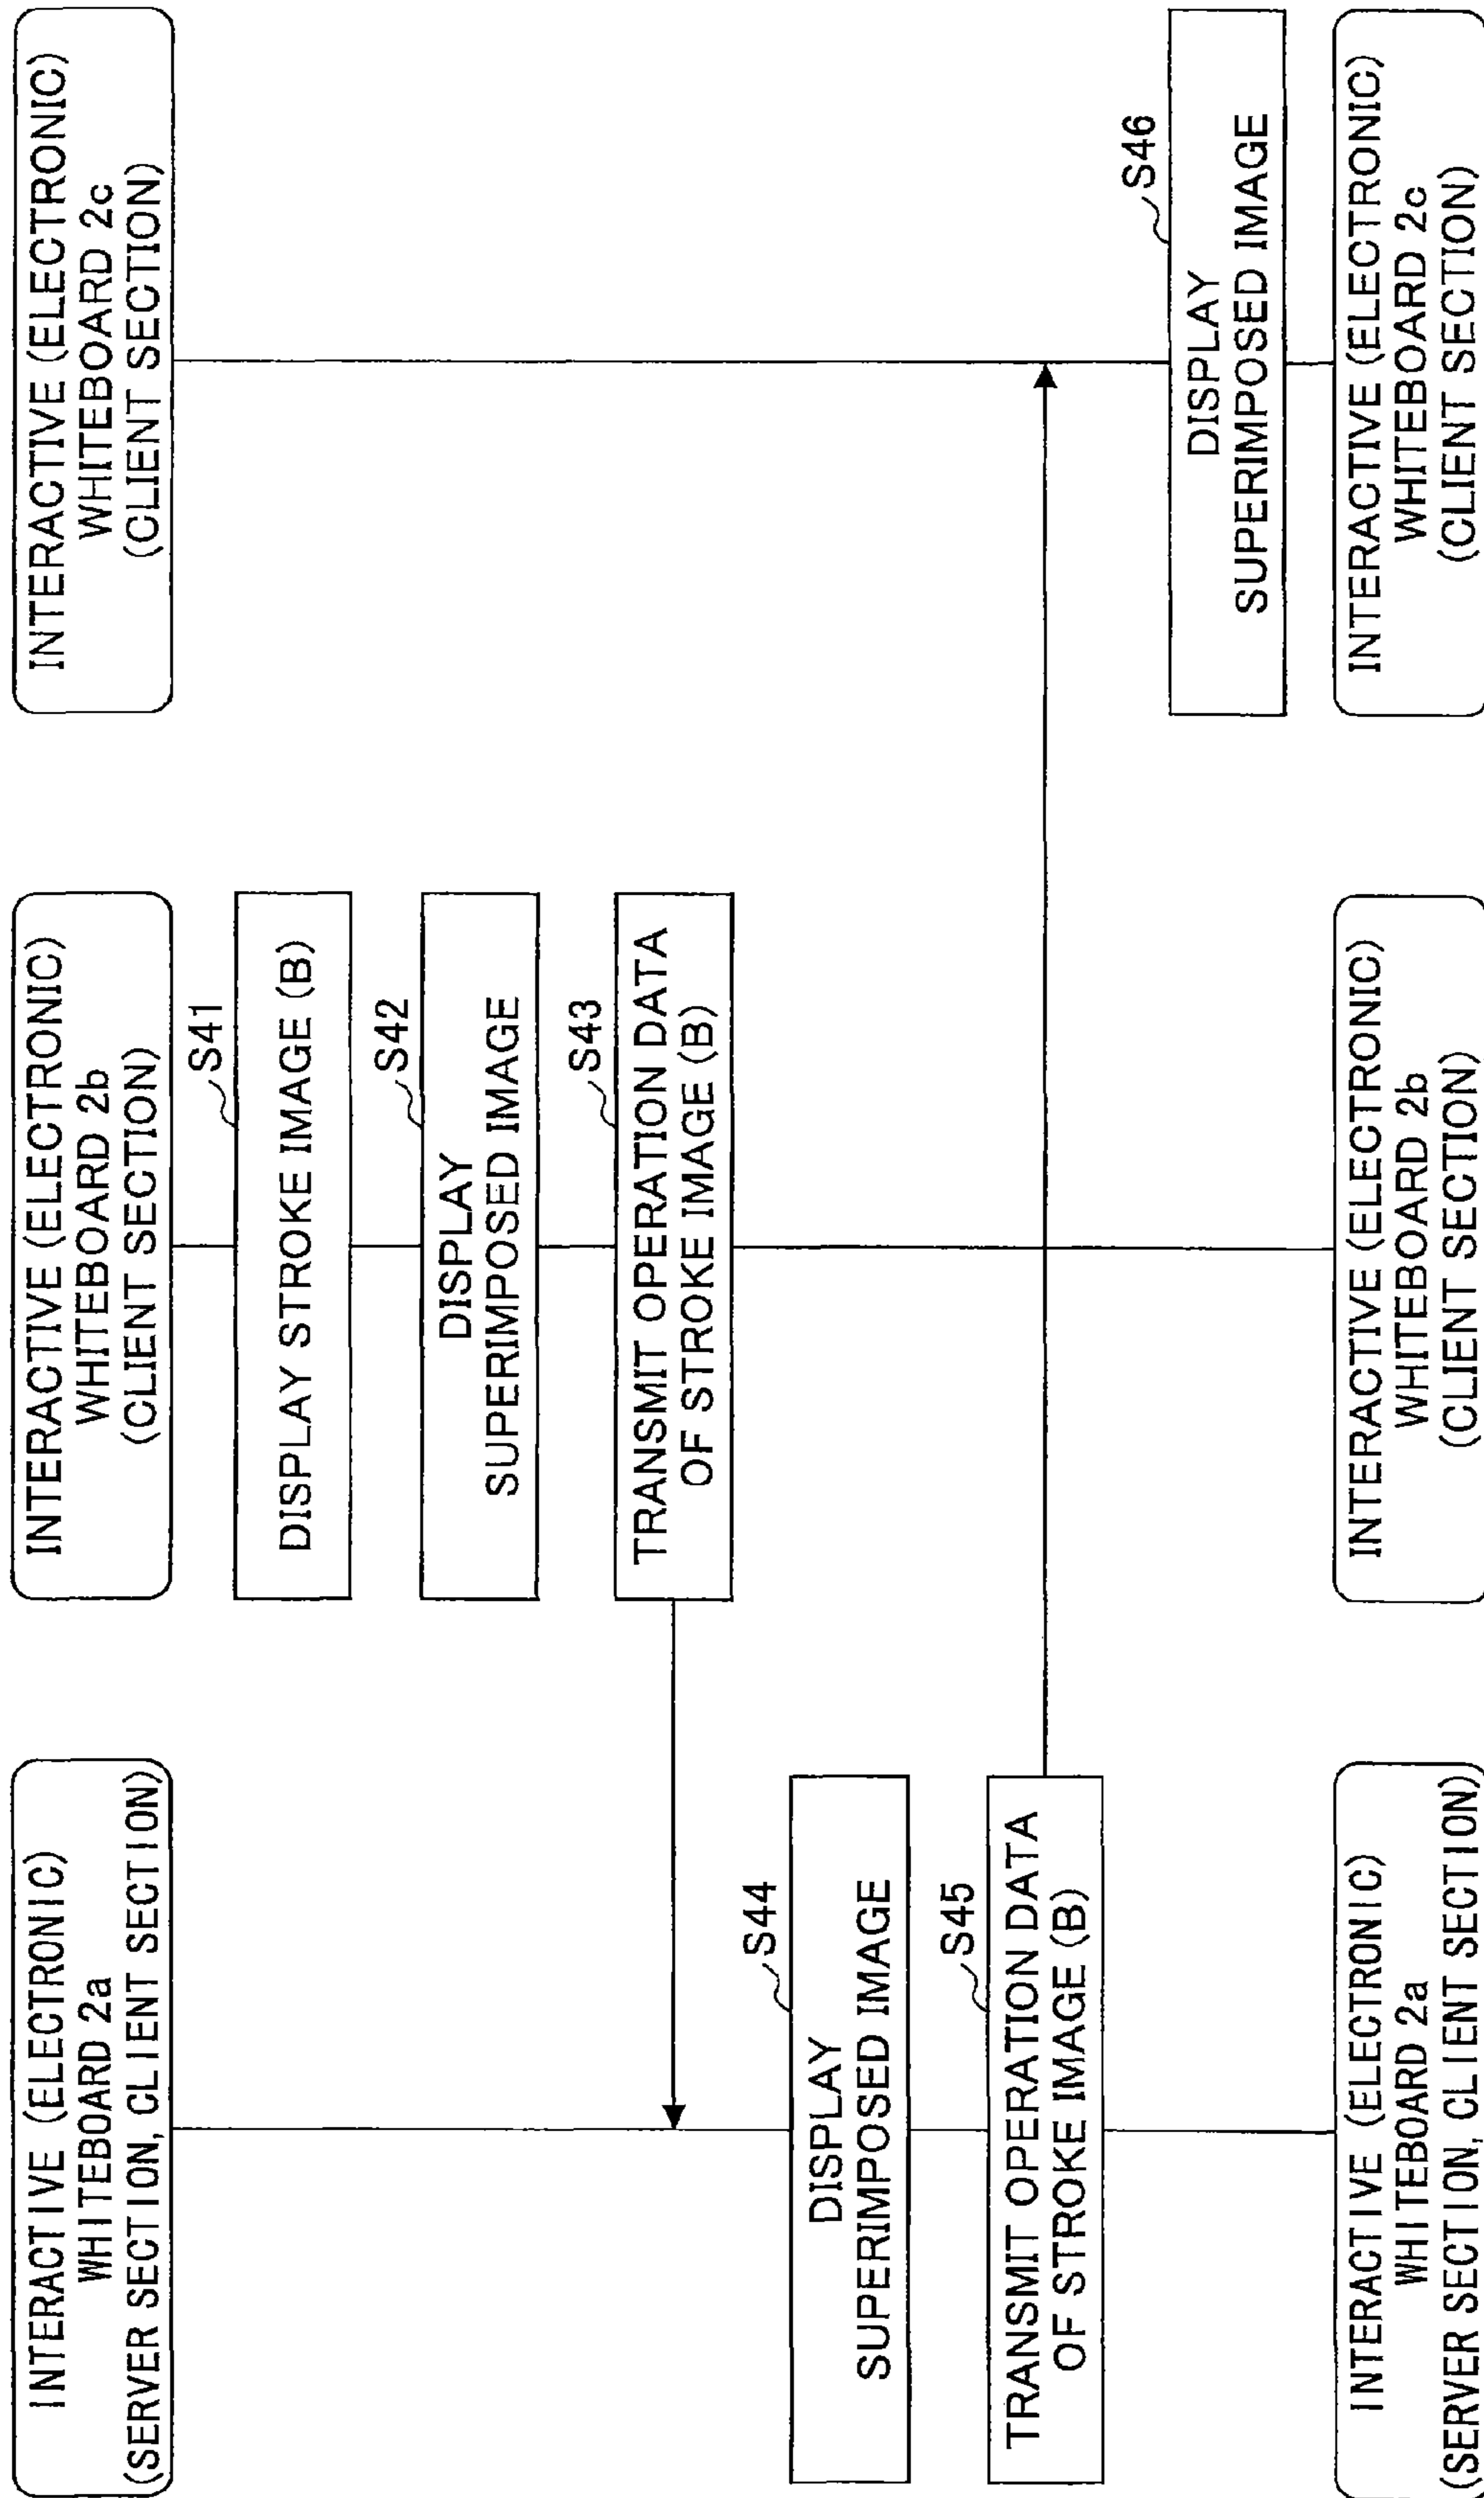 INTERACTIVE (ELECTRONIC)
WHITEBOARD 2a
(SERVER SECTION, CLIENT SECTION)
INTERACTIVE (ELECTRONIC)
WHITEBOARD 2b
(CLIENT SECTION)
INTERACTIVE (ELECTRONIC)
WHITEBOARD 2c
(CLIENT SECTION)
S41
DISPLAY STROKE IMAGE (B)
S42
DISPLAY
SUPERIMPOSED IMAGE
S43
TRANSMIT OPERATION DATA
OF STROKE IMAGE (B)
S44
DISPLAY
SUPERIMPOSED IMAGE
S45
TRANSMIT OPERATION DATA
OF STROKE IMAGE (B)
S46
DISPLAY
SUPERIMPOSED IMAGE
INTERACTIVE (ELECTRONIC)
WHITEBOARD 2a
(SERVER SECTION, CLIENT SECTION)
INTERACTIVE (ELECTRONIC)
WHITEBOARD 2b
(CLIENT SECTION)
INTERACTIVE (ELECTRONIC)
WHITEBOARD 2c
(CLIENT SECTION)